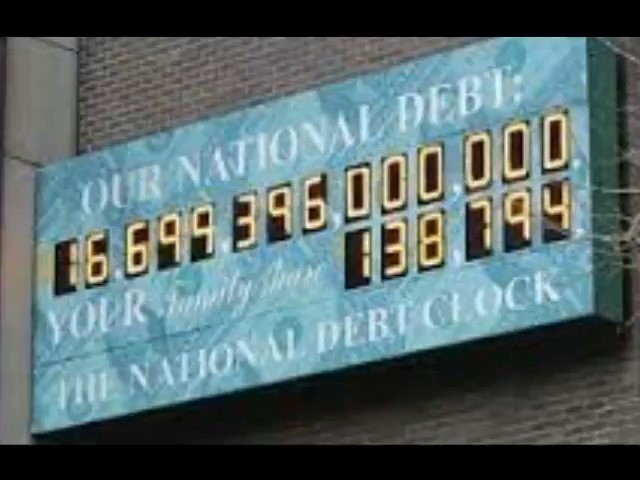 OUR NATIONAL DEBT:
16,699,396,000,000.
YOUR Family share 138,794.
THE NATIONAL DEBT CLOCK